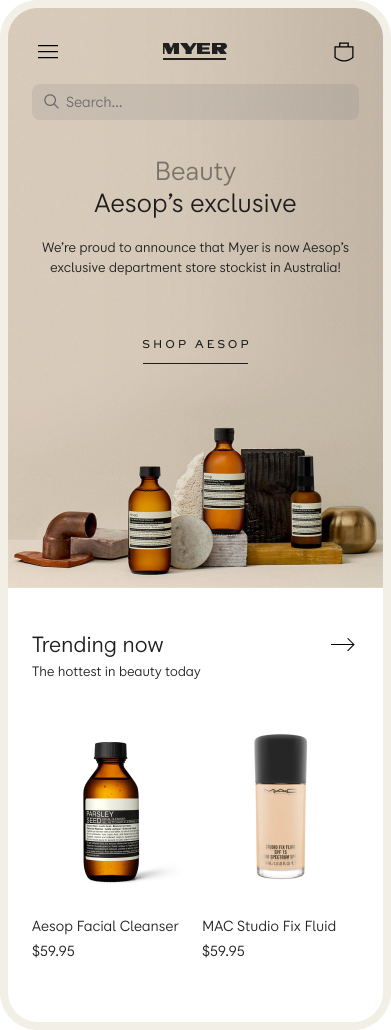 MYER
Search...
Beauty
Aesop’s exclusive
We’re proud to announce that Myer is now Aesop’s
exclusive department store stockist in Australia!
SHOP AESOP
Trending now
The hottest in beauty today
PARSLEY
SEED
MAC
STUDIO FIX FLUID
SPF 15
Aesop Facial Cleanser
$59.95
MAC Studio Fix Fluid
$59.95